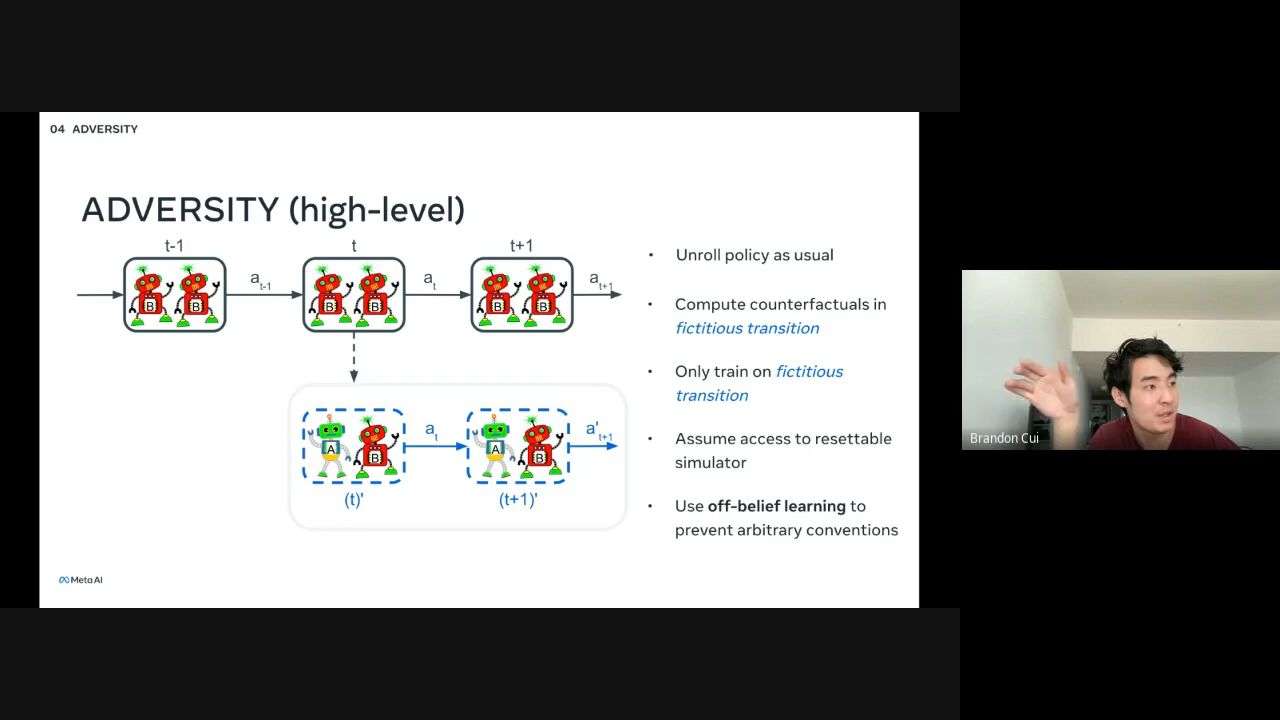 04 ADVERSITY
ADVERSITY (high-level)
t-1
t
t+1
B B
a t-1
B B
a t
B B
a t+1
A B
a t
A B
a' t+1
(t)'
(t+1)'
• Unroll policy as usual
• Compute counterfactuals in
fictitious transition
• Only train on fictitious
transition
• Assume access to resettable
simulator
• Use off-belief learning to
prevent arbitrary conventions
Meta AI
Brandon Cui